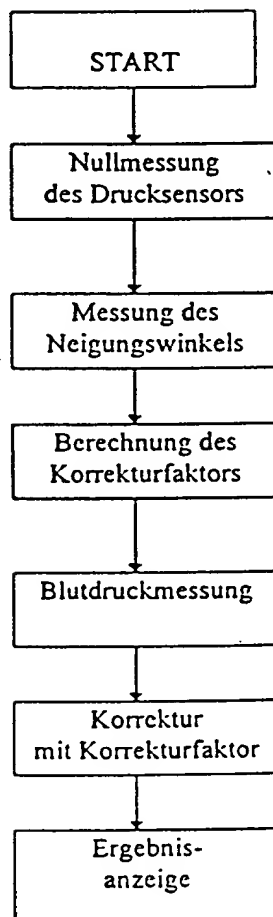 START
Nullmessung
des Drucksensors
Messung des
Neigungswinkels
Berechnung des
Korrekturfaktors
Blutdruckmessung
Korrektur
mit Korrekturfaktor
Ergebnis-
anzeige